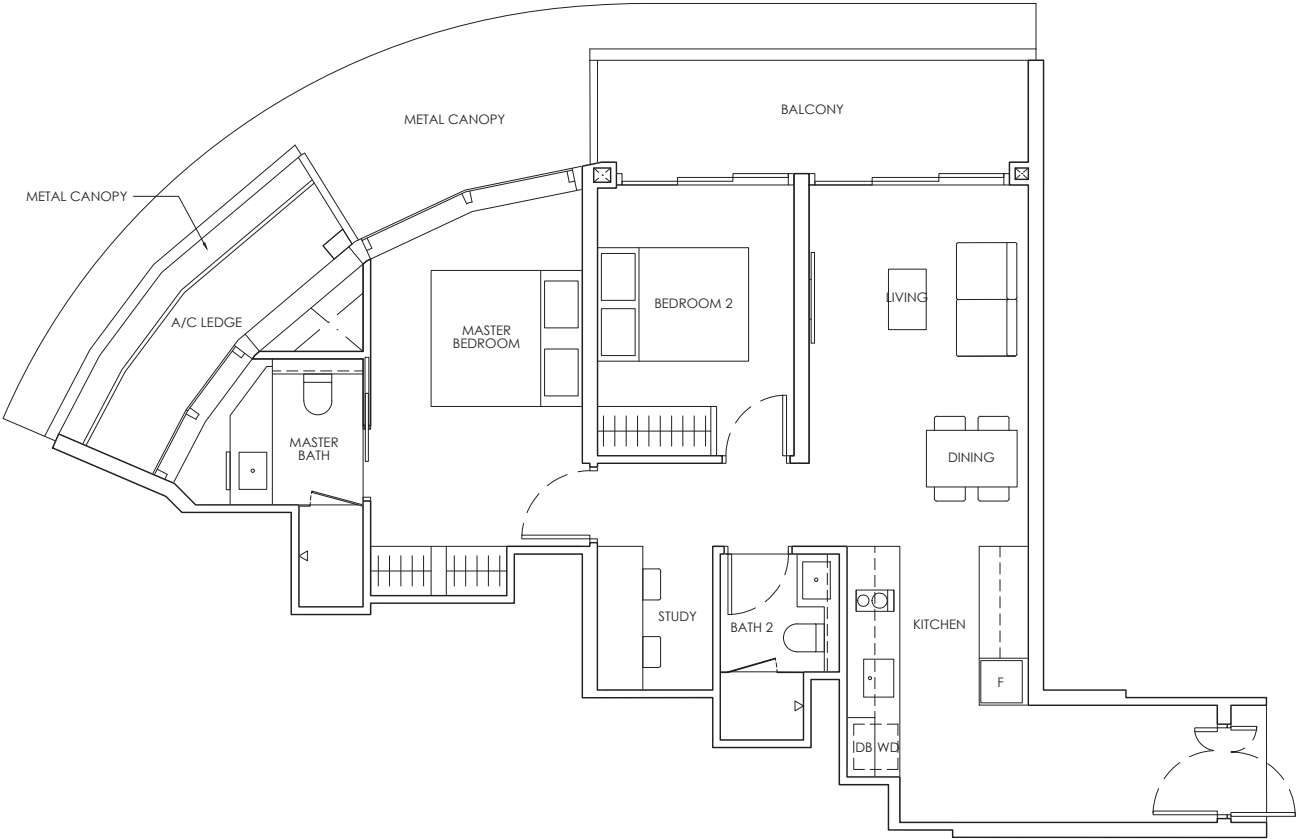 BALCONY
METAL CANOPY
METAL CANOPY
LIVING
BEDROOM 2
A/C LEDGE
MASTER
BEDROOM
MASTER
BATH
DINING
STUDY
BATH 2
KITCHEN
F
DB WD